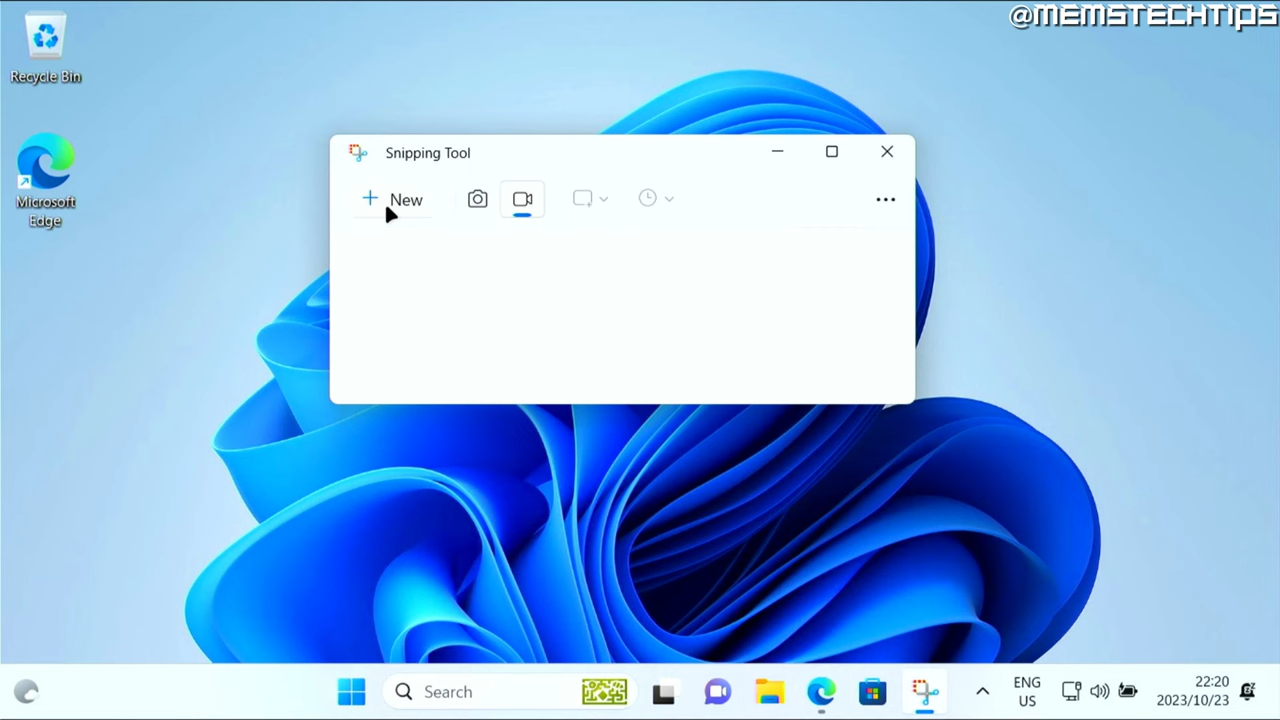 @MEMSTECHTIPS
Recycle Bin
Microsoft
Edge
Snipping Tool
New
Search
ENG
US
22:20
2023/10/23